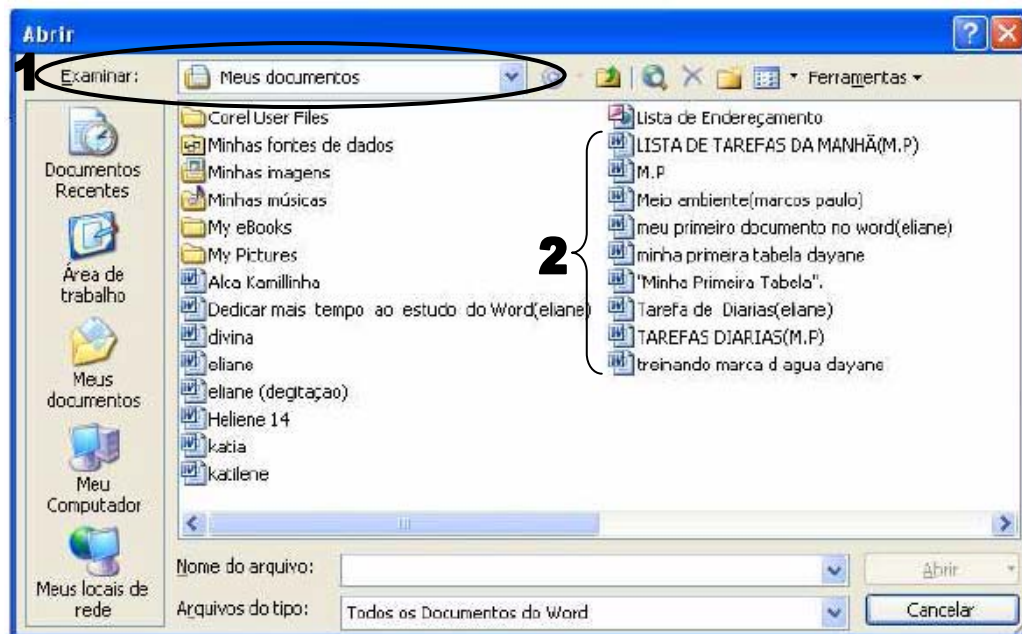 Abrir
1
Examinar:
Meus documentos
Ferramentas
Documentos
Recentes
Área de
trabalho
Meus
documentos
Meu
Computador
Meus locais de
rede
Corel User Files
Minhas fontes de dados
Minhas imagens
Minhas músicas
My eBooks
My Pictures
Alca Kamillinha
Dedicar mais tempo ao estudo do Word(eliane)
divina
eliane
eliane (degitaçao)
Heliene 14
katia
katilene
2
Lista de Endereçamento
LISTA DE TAREFAS DA MANHÃ(M.P)
M.P
Meio ambiente(marcos paulo)
meu primeiro documento no word(eliane)
minha primeira tabela dayane
"Minha Primeira Tabela".
Tarefa de Diarias(eliane)
TAREFAS DIARIAS(M.P)
treinando marca d agua dayane
Nome do arquivo:
Abrir
Arquivos do tipo:
Todos os Documentos do Word
Cancelar